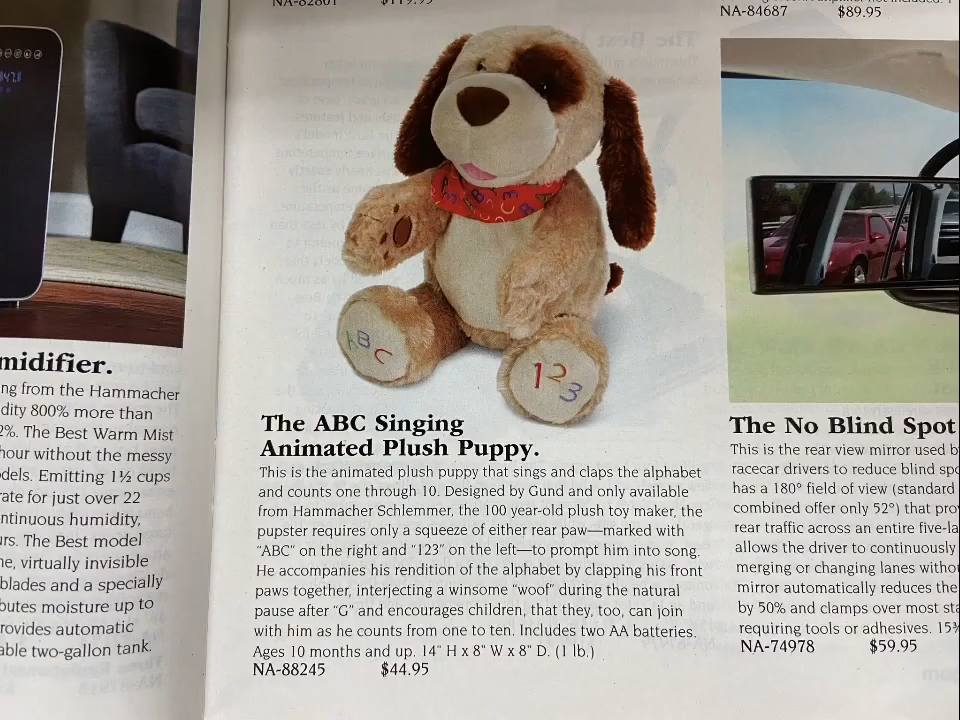 NA-82801 $119.95
midifier.
ng from the Hammacher
dity 800% more than
2%. The Best Warm Mist
hour without the messy
dels. Emitting 1½ cups
rate for just over 22
ntinuous humidity,
urs. The Best model
ne, virtually invisible
blades and a specially
butes moisture up to
rovides automatic
able two-gallon tank.
ABC
123
The ABC Singing
Animated Plush Puppy.
This is the animated plush puppy that sings and claps the alphabet
and counts one through 10. Designed by Gund and only available
from Hammacher Schlemmer, the 100 year-old plush toy maker, the
pupster requires only a squeeze of either rear paw—marked with
“ABC” on the right and “123” on the left—to prompt him into song.
He accompanies his rendition of the alphabet by clapping his front
paws together, interjecting a winsome “woof” during the natural
pause after “G” and encourages children, that they, too, can join
with him as he counts from one to ten. Includes two AA batteries.
Ages 10 months and up. 14" H x 8" W x 8" D. (1 lb.)
NA-88245 $44.95
NA-84687 $89.95
The No Blind Spot
This is the rear view mirror used b
racecar drivers to reduce blind spo
has a 180° field of view (standard
combined offer only 52°) that pro
rear traffic across an entire five-la
allows the driver to continuously
merging or changing lanes witho
mirror automatically reduces the
by 50% and clamps over most sta
requiring tools or adhesives. 15¾
NA-74978 $59.95